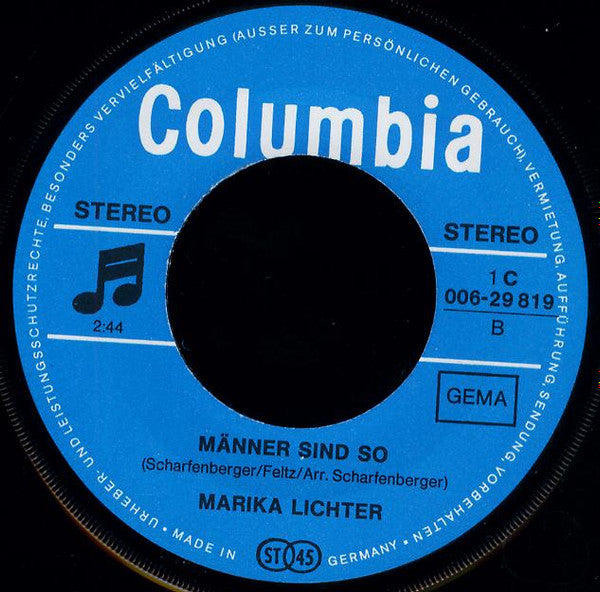 URHEBER- UND LEISTUNGSSCHUTZRECHTE, BESONDERS VERVIELFÄLTIGUNG (AUSSER ZUM PERSÖNLICHEN GEBRAUCH), VERMIETUNG, AUFFÜHRUNG, SENDUNG, VORBEHALTEN
Columbia
STEREO
2:44
STEREO
1 C
006-29 819
B
GEMA
MÄNNER SIND SO
(Scharfenberger/Feltz/Arr. Scharfenberger)
MARIKA LICHTER
• MADE IN ST 45 GERMANY •